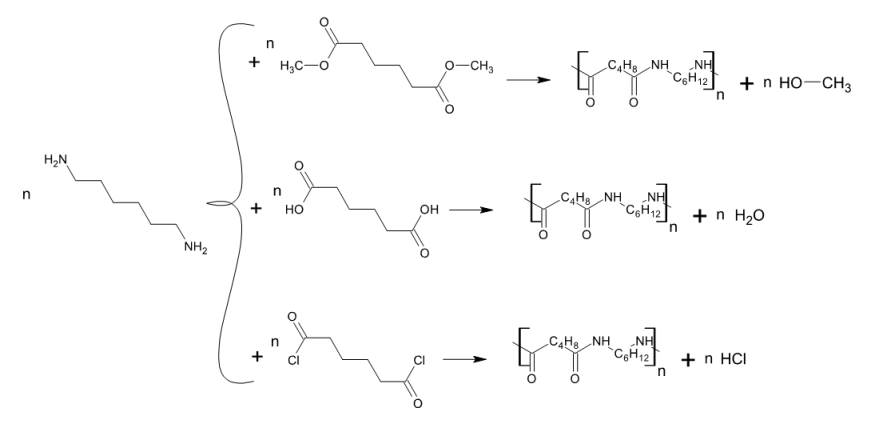 n H₂N NH₂
+ n H₃C O O O O CH₃ C₄H₈ NH C₆H₁₂ NH O O n + n HO CH₃
+ n O HO OH O C₄H₈ NH C₆H₁₂ NH O O n + n H₂O
+ n O Cl Cl O C₄H₈ NH C₆H₁₂ NH O O n + n HCl